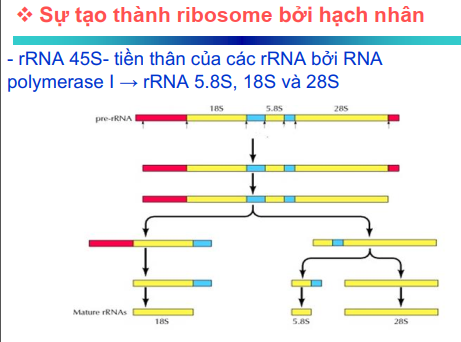 ❖ Sự tạo thành ribosome bởi hạch nhân
- rRNA 45S- tiền thân của các rRNA bởi RNA
polymerase I → rRNA 5.8S, 18S và 28S
18S 5.8S 28S
pre-rRNA
Mature rRNAs
18S 5.8S 28S